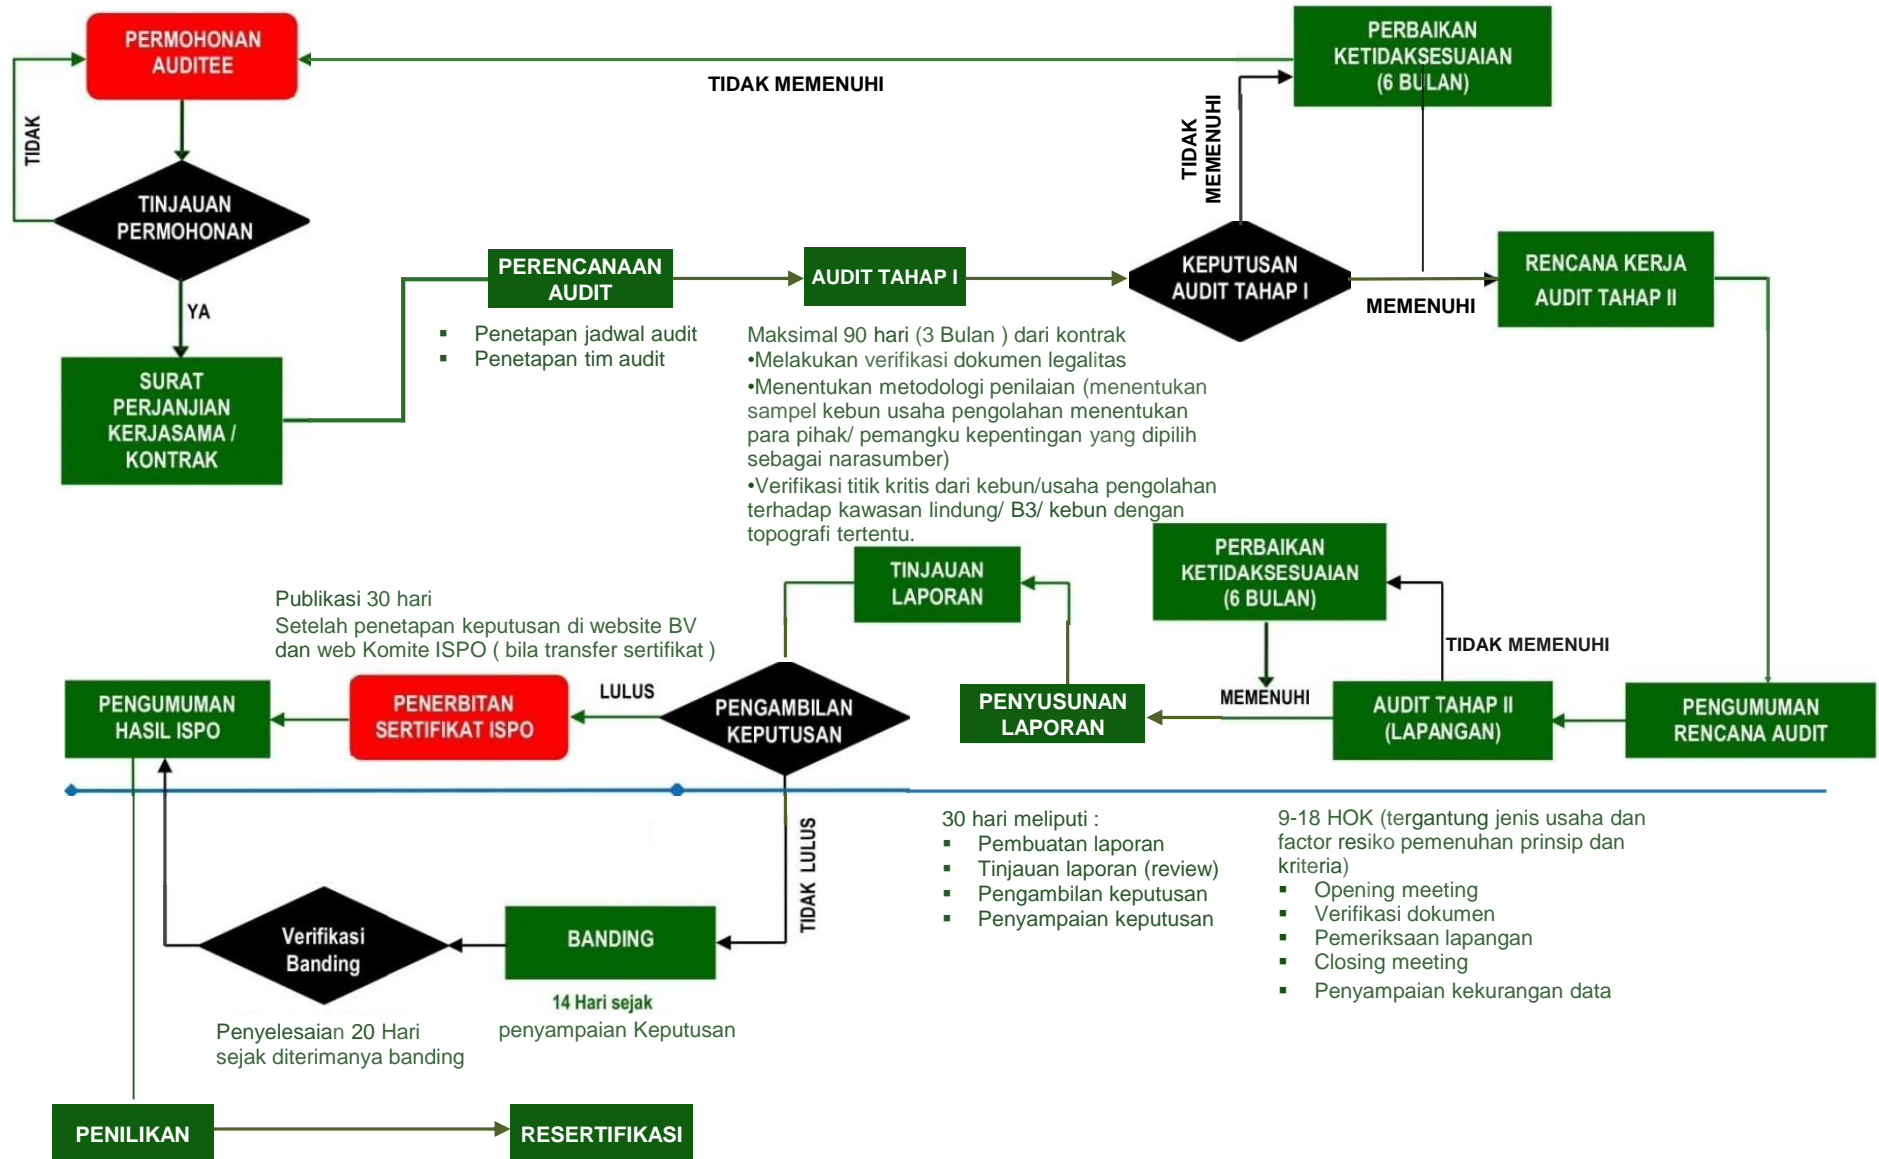 PERMOHONAN
AUDITEE
TIDAK
TINJAUAN
PERMOHONAN
YA
SURAT
PERJANJIAN
KERJASAMA /
KONTRAK
PERENCANAAN
AUDIT
▪ Penetapan jadwal audit
▪ Penetapan tim audit
AUDIT TAHAP I
Maksimal 90 hari (3 Bulan ) dari kontrak
•Melakukan verifikasi dokumen legalitas
•Menentukan metodologi penilaian (menentukan
sampel kebun usaha pengolahan menentukan
para pihak/ pemangku kepentingan yang dipilih
sebagai narasumber)
•Verifikasi titik kritis dari kebun/usaha pengolahan
terhadap kawasan lindung/ B3/ kebun dengan
topografi tertentu.
KEPUTUSAN
AUDIT TAHAP I
TIDAK
MEMENUHI
PERBAIKAN
KETIDAKSESUAIAN
(6 BULAN)
TIDAK MEMENUHI
MEMENUHI
RENCANA KERJA
AUDIT TAHAP II
PENGUMUMAN
RENCANA AUDIT
AUDIT TAHAP II
(LAPANGAN)
TIDAK MEMENUHI
PERBAIKAN
KETIDAKSESUAIAN
(6 BULAN)
MEMENUHI
PENYUSUNAN
LAPORAN
TINJAUAN
LAPORAN
PENGAMBILAN
KEPUTUSAN
LULUS
PENERBITAN
SERTIFIKAT ISPO
Publikasi 30 hari
Setelah penetapan keputusan di website BV
dan web Komite ISPO ( bila transfer sertifikat )
PENGUMUMAN
HASIL ISPO
TIDAK LULUS
BANDING
14 Hari sejak
penyampaian Keputusan
Verifikasi
Banding
Penyelesaian 20 Hari
sejak diterimanya banding
30 hari meliputi :
▪ Pembuatan laporan
▪ Tinjauan laporan (review)
▪ Pengambilan keputusan
▪ Penyampaian keputusan
9-18 HOK (tergantung jenis usaha dan
factor resiko pemenuhan prinsip dan
kriteria)
▪ Opening meeting
▪ Verifikasi dokumen
▪ Pemeriksaan lapangan
▪ Closing meeting
▪ Penyampaian kekurangan data
PENILIKAN
RESERTIFIKASI